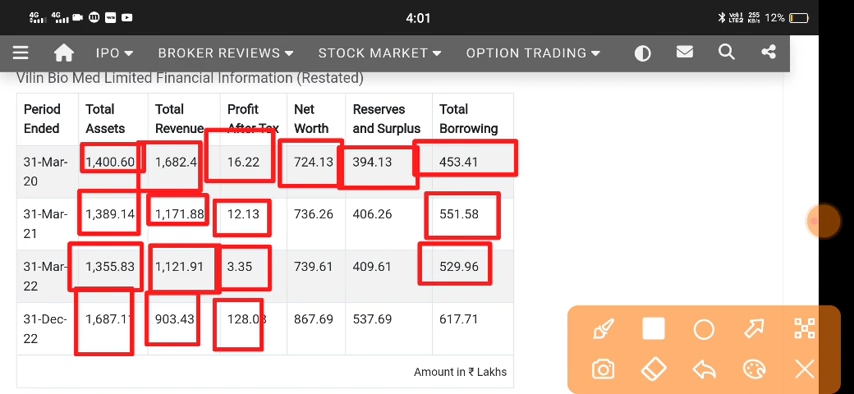 4G 4G 4:01 12%
IPO BROKER REVIEWS STOCK MARKET OPTION TRADING
Vilin Bio Med Limited Financial Information (Restated)
Period Ended Total Assets Total Revenue Profit After Tax Net Worth Reserves and Surplus Total Borrowing
31-Mar-20 1,400.60 1,682.4 16.22 724.13 394.13 453.41
31-Mar-21 1,389.14 1,171.88 12.13 736.26 406.26 551.58
31-Mar-22 1,355.83 1,121.91 3.35 739.61 409.61 529.96
31-Dec-22 1,687.1 903.43 128.08 867.69 537.69 617.71
Amount in ₹ Lakhs